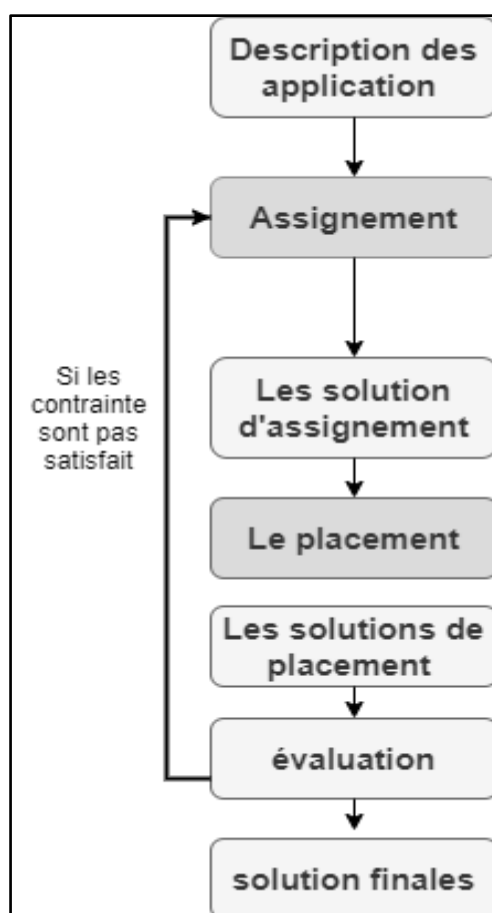 Description des
application
Assignement
Si les
contrainte
sont pas
satisfait
Les solution
d'assignement
Le placement
Les solutions de
placement
évaluation
solution finales